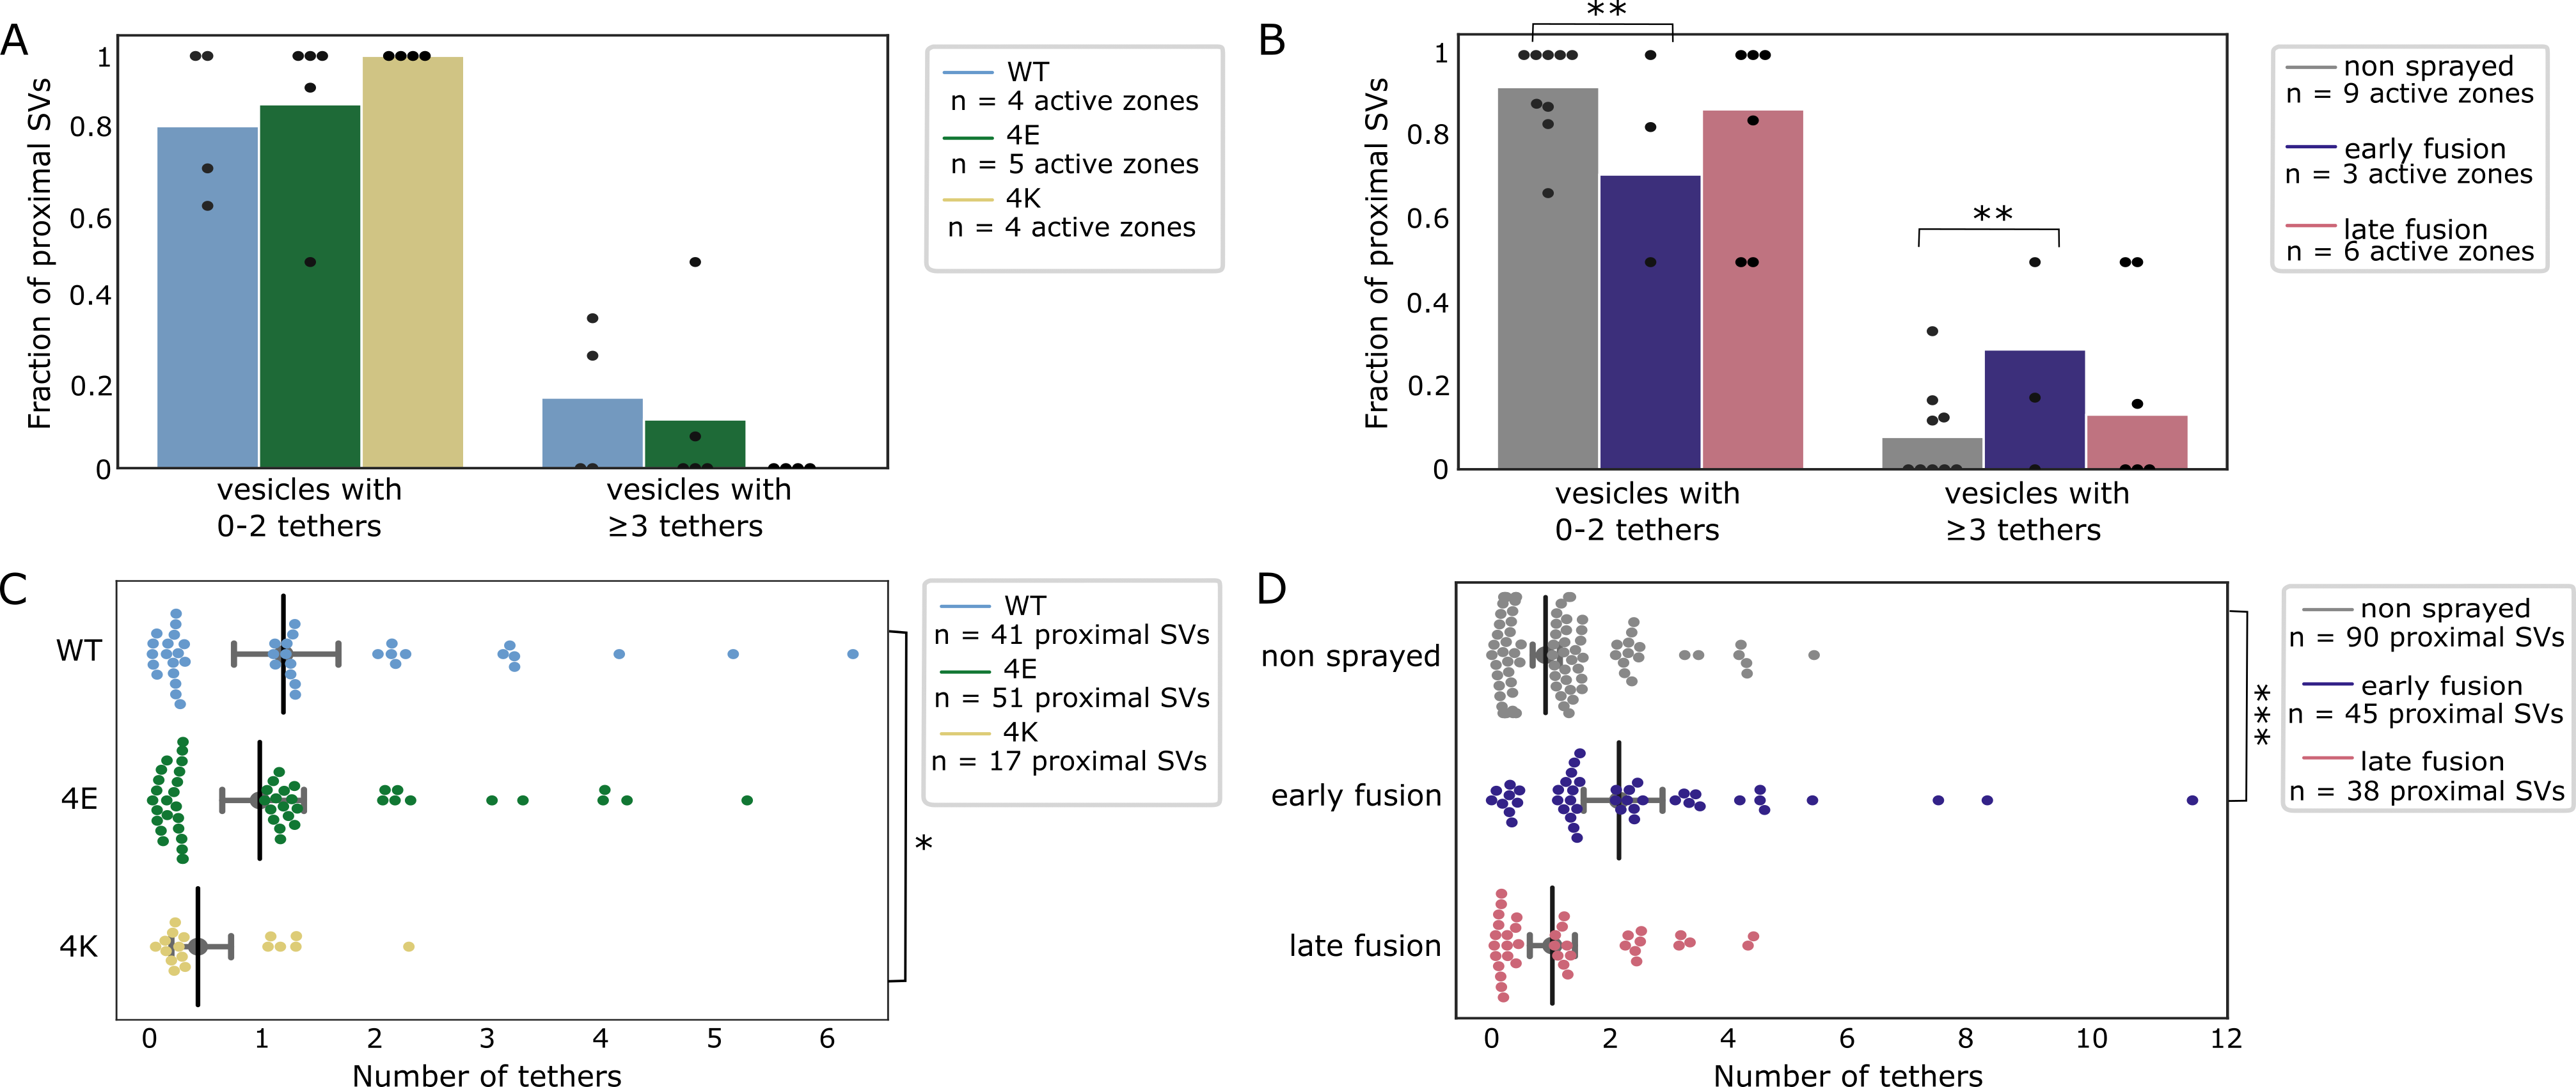 A
Fraction of proximal SVs
1
0.8
0.6
0.4
0.2
0
vesicles with
0-2 tethers
vesicles with
≥3 tethers
WT
n = 4 active zones
4E
n = 5 active zones
4K
n = 4 active zones
B
Fraction of proximal SVs
1
0.8
0.6
0.4
0.2
0
**
**
vesicles with
0-2 tethers
vesicles with
≥3 tethers
non sprayed
n = 9 active zones
early fusion
n = 3 active zones
late fusion
n = 6 active zones
C
WT
4E
4K
0 1 2 3 4 5 6
Number of tethers
*
WT
n = 41 proximal SVs
4E
n = 51 proximal SVs
4K
n = 17 proximal SVs
D
non sprayed
early fusion
late fusion
0 2 4 6 8 10 12
Number of tethers
***
non sprayed
n = 90 proximal SVs
early fusion
n = 45 proximal SVs
late fusion
n = 38 proximal SVs